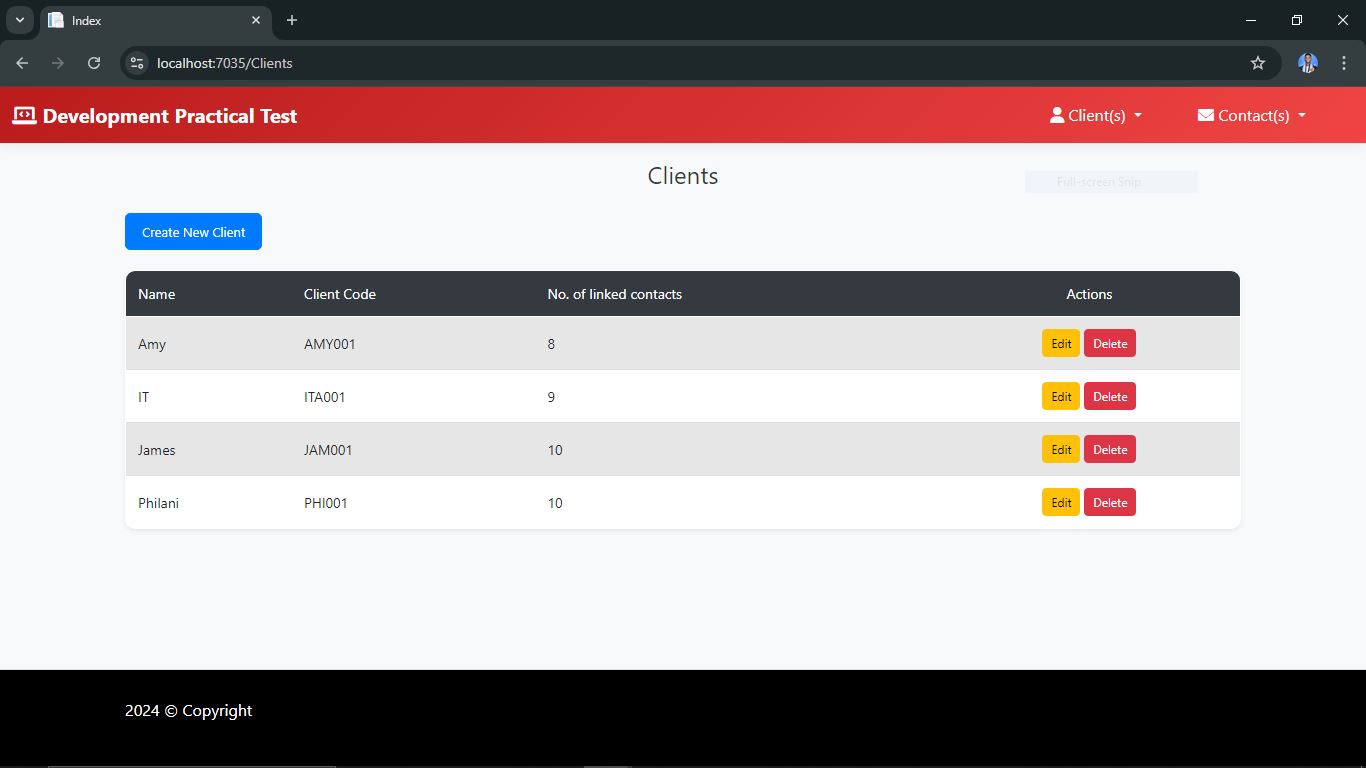 Index
localhost:7035/Clients
Development Practical Test Client(s) Contact(s)
Clients
Full-screen Snip
Create New Client
Name Client Code No. of linked contacts Actions
Amy AMY001 8 Edit Delete
IT ITA001 9 Edit Delete
James JAM001 10 Edit Delete
Philani PHI001 10 Edit Delete
2024 © Copyright